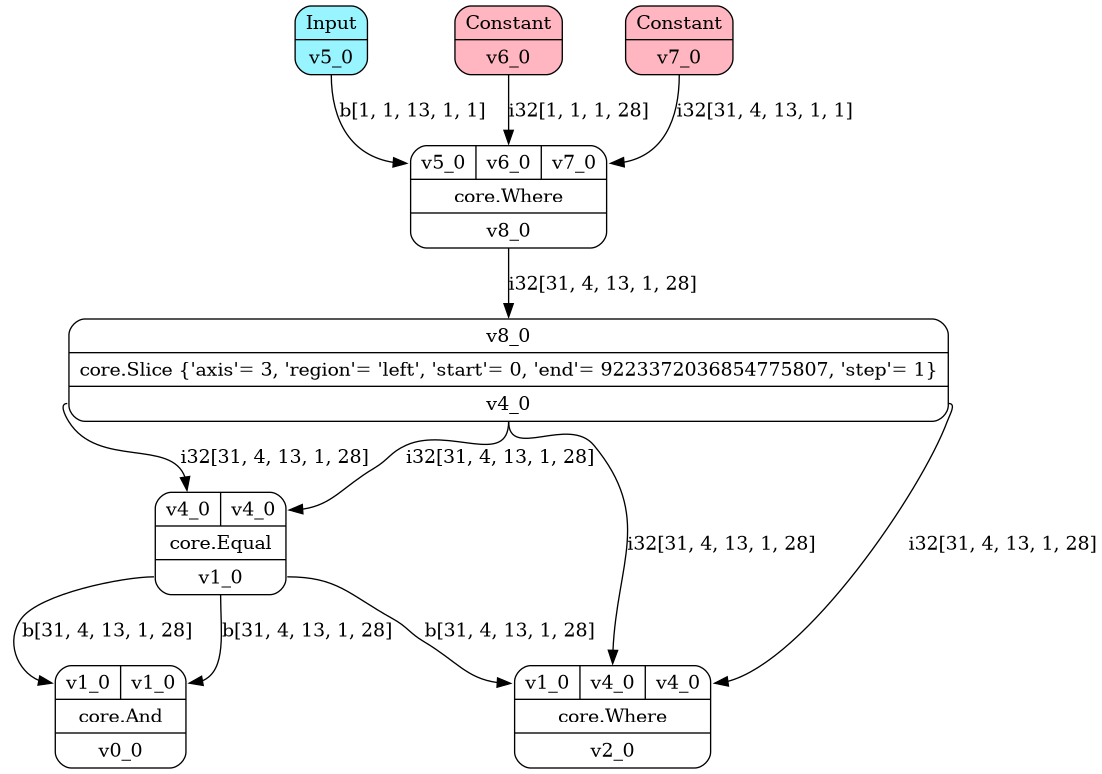 Input
v5_0
Constant
v6_0
Constant
v7_0
b[1, 1, 13, 1, 1]
i32[1, 1, 1, 28]
i32[31, 4, 13, 1, 1]
v5_0 v6_0 v7_0
core.Where
v8_0
i32[31, 4, 13, 1, 28]
v8_0
core.Slice {'axis'= 3, 'region'= 'left', 'start'= 0, 'end'= 9223372036854775807, 'step'= 1}
v4_0
i32[31, 4, 13, 1, 28]
i32[31, 4, 13, 1, 28]
v4_0 v4_0
core.Equal
v1_0
i32[31, 4, 13, 1, 28]
i32[31, 4, 13, 1, 28]
b[31, 4, 13, 1, 28]
b[31, 4, 13, 1, 28]
b[31, 4, 13, 1, 28]
v1_0 v1_0
core.And
v0_0
v1_0 v4_0 v4_0
core.Where
v2_0